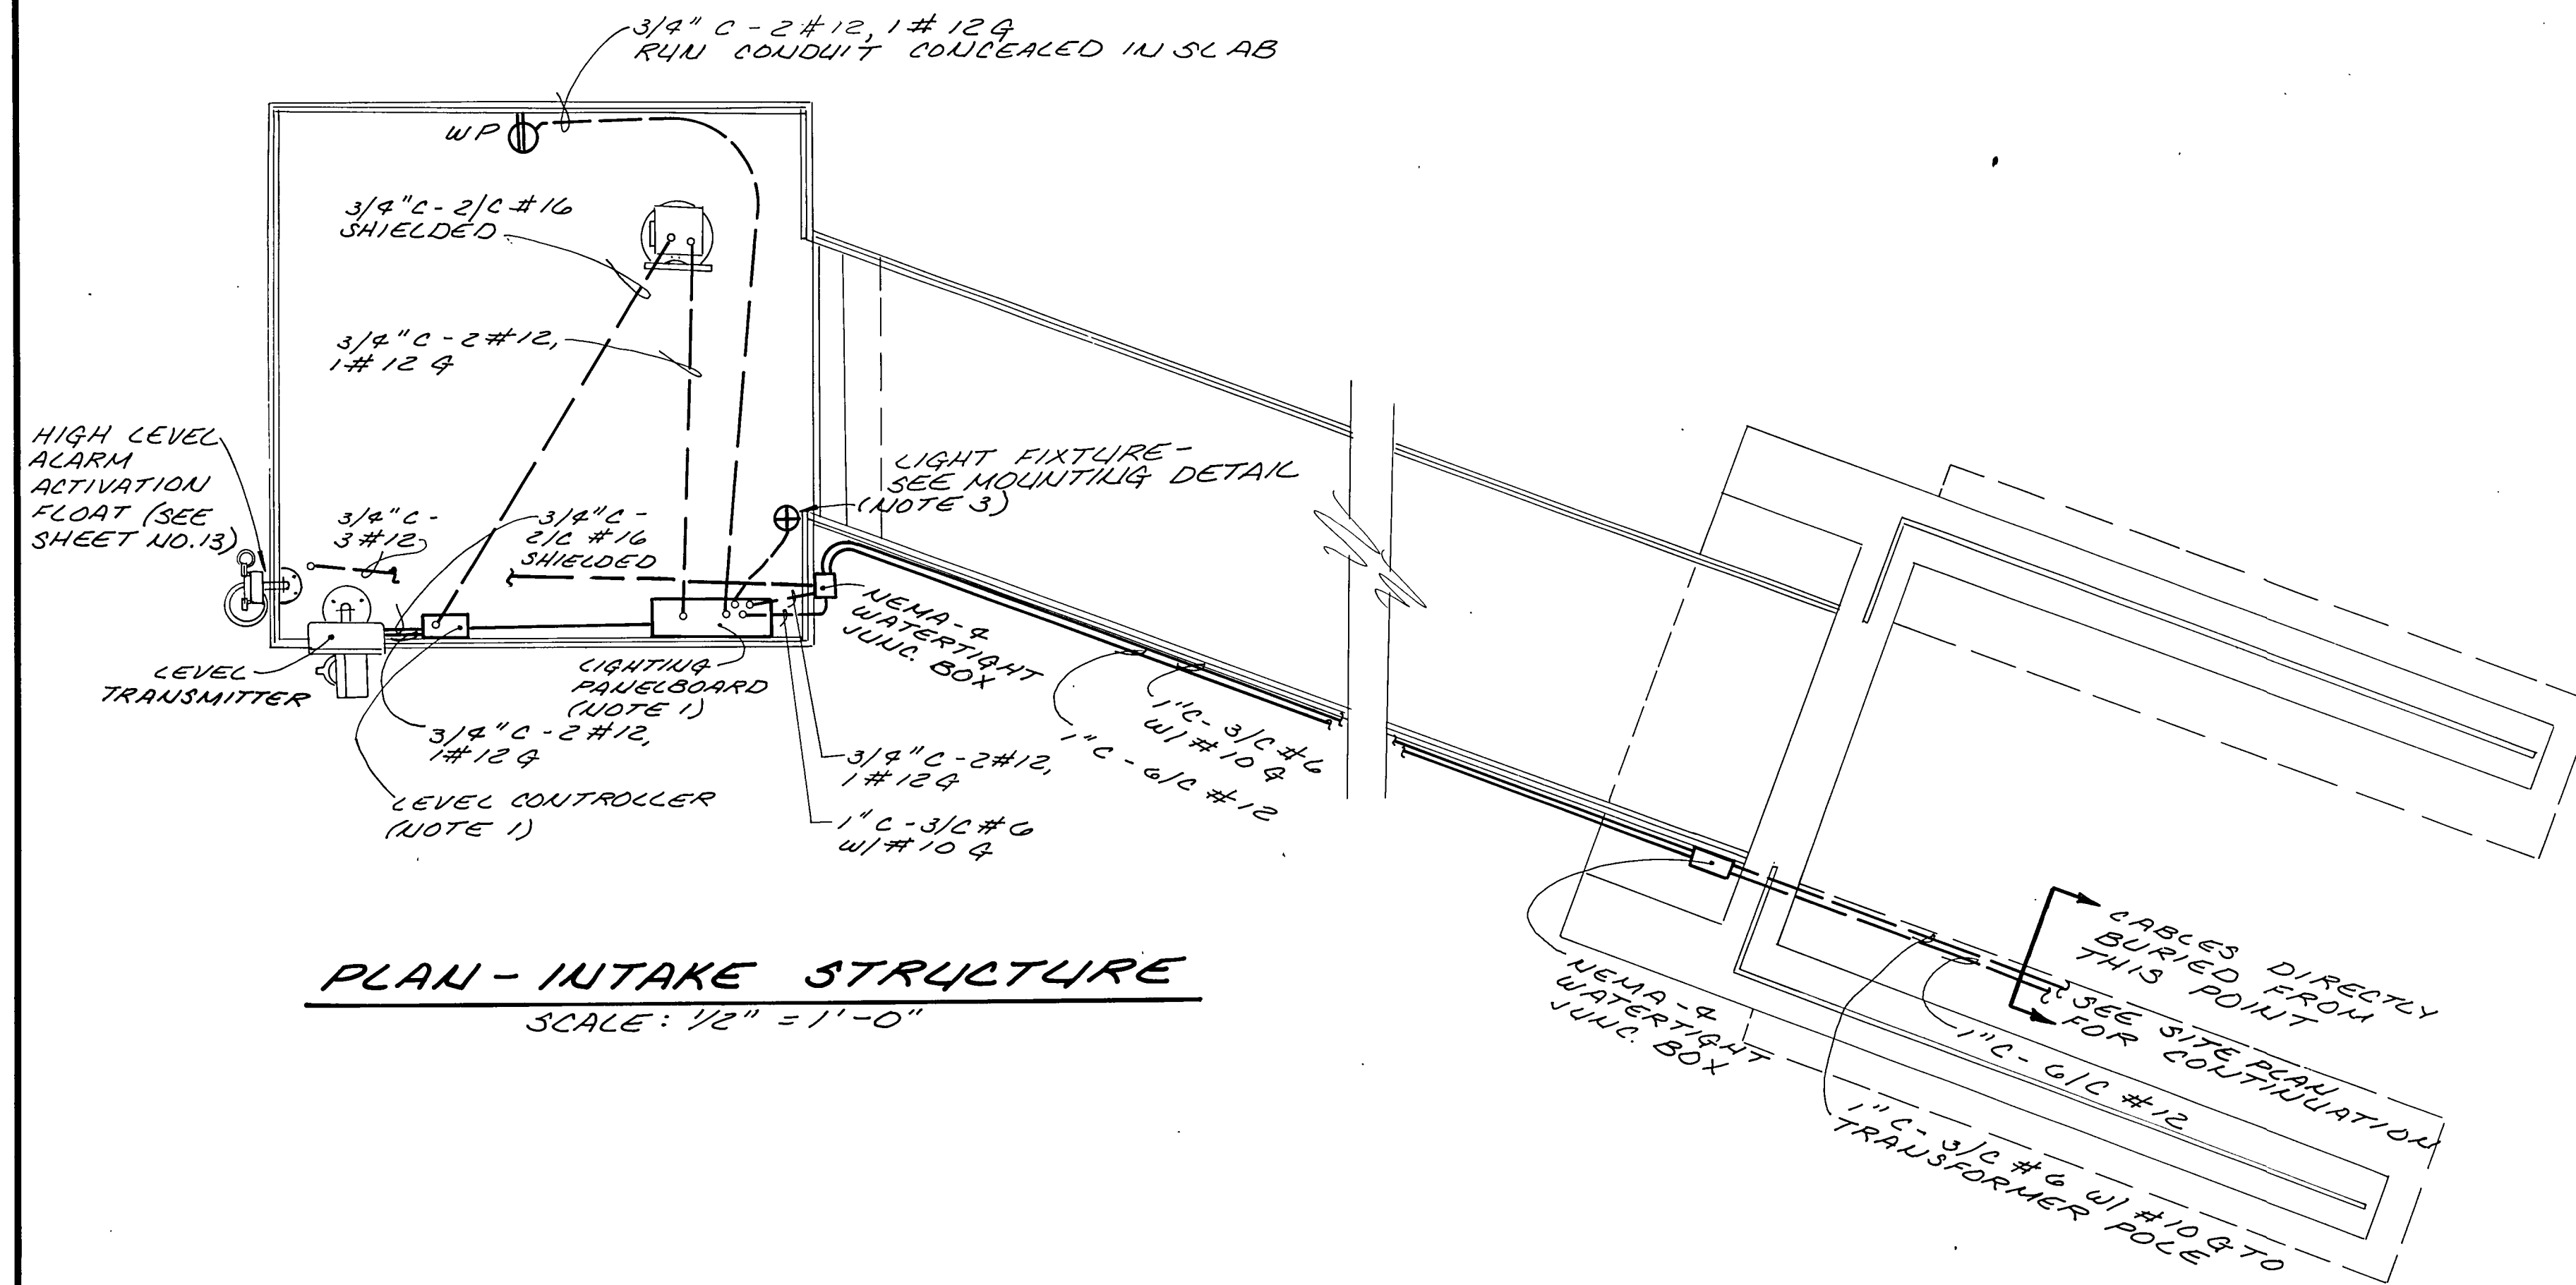 3/4" C - 2 #12, 1 #12 G
RUN CONDUIT CONCEALED IN SLAB
WP
3/4" C - 2/C #16
SHIELDED
3/4" C - 2 #12,
1 #12 G
HIGH LEVEL
ALARM
ACTIVATION
FLOAT (SEE
SHEET NO. 13)
3/4" C -
3 #12
3/4" C -
2/C #16
SHIELDED
LIGHT FIXTURE -
SEE MOUNTING DETAIL
(NOTE 3)
LEVEL
TRANSMITTER
LIGHTING
PANELBOARD
(NOTE 1)
NEMA-4
WATERTIGHT
JUNC. BOX
3/4" C - 2 #12,
1 #12 G
LEVEL CONTROLLER
(NOTE 1)
3/4" C - 2 #12,
1 #12 G
1" C - 3/C #6
W/ #10 G
1" C - 3/C #6
W/ #10 G
1" C - 6/C #12
PLAN - INTAKE STRUCTURE
SCALE: 1/2" = 1'-0"
NEMA-4
WATERTIGHT
JUNC. BOX
CABLES DIRECTLY
BURIED FROM
THIS POINT
SEE SITE PLAN
FOR CONTINUATION
1" C - 6/C #12
1" C - 3/C #6 W/ #10 G TO
TRANSFORMER POLE